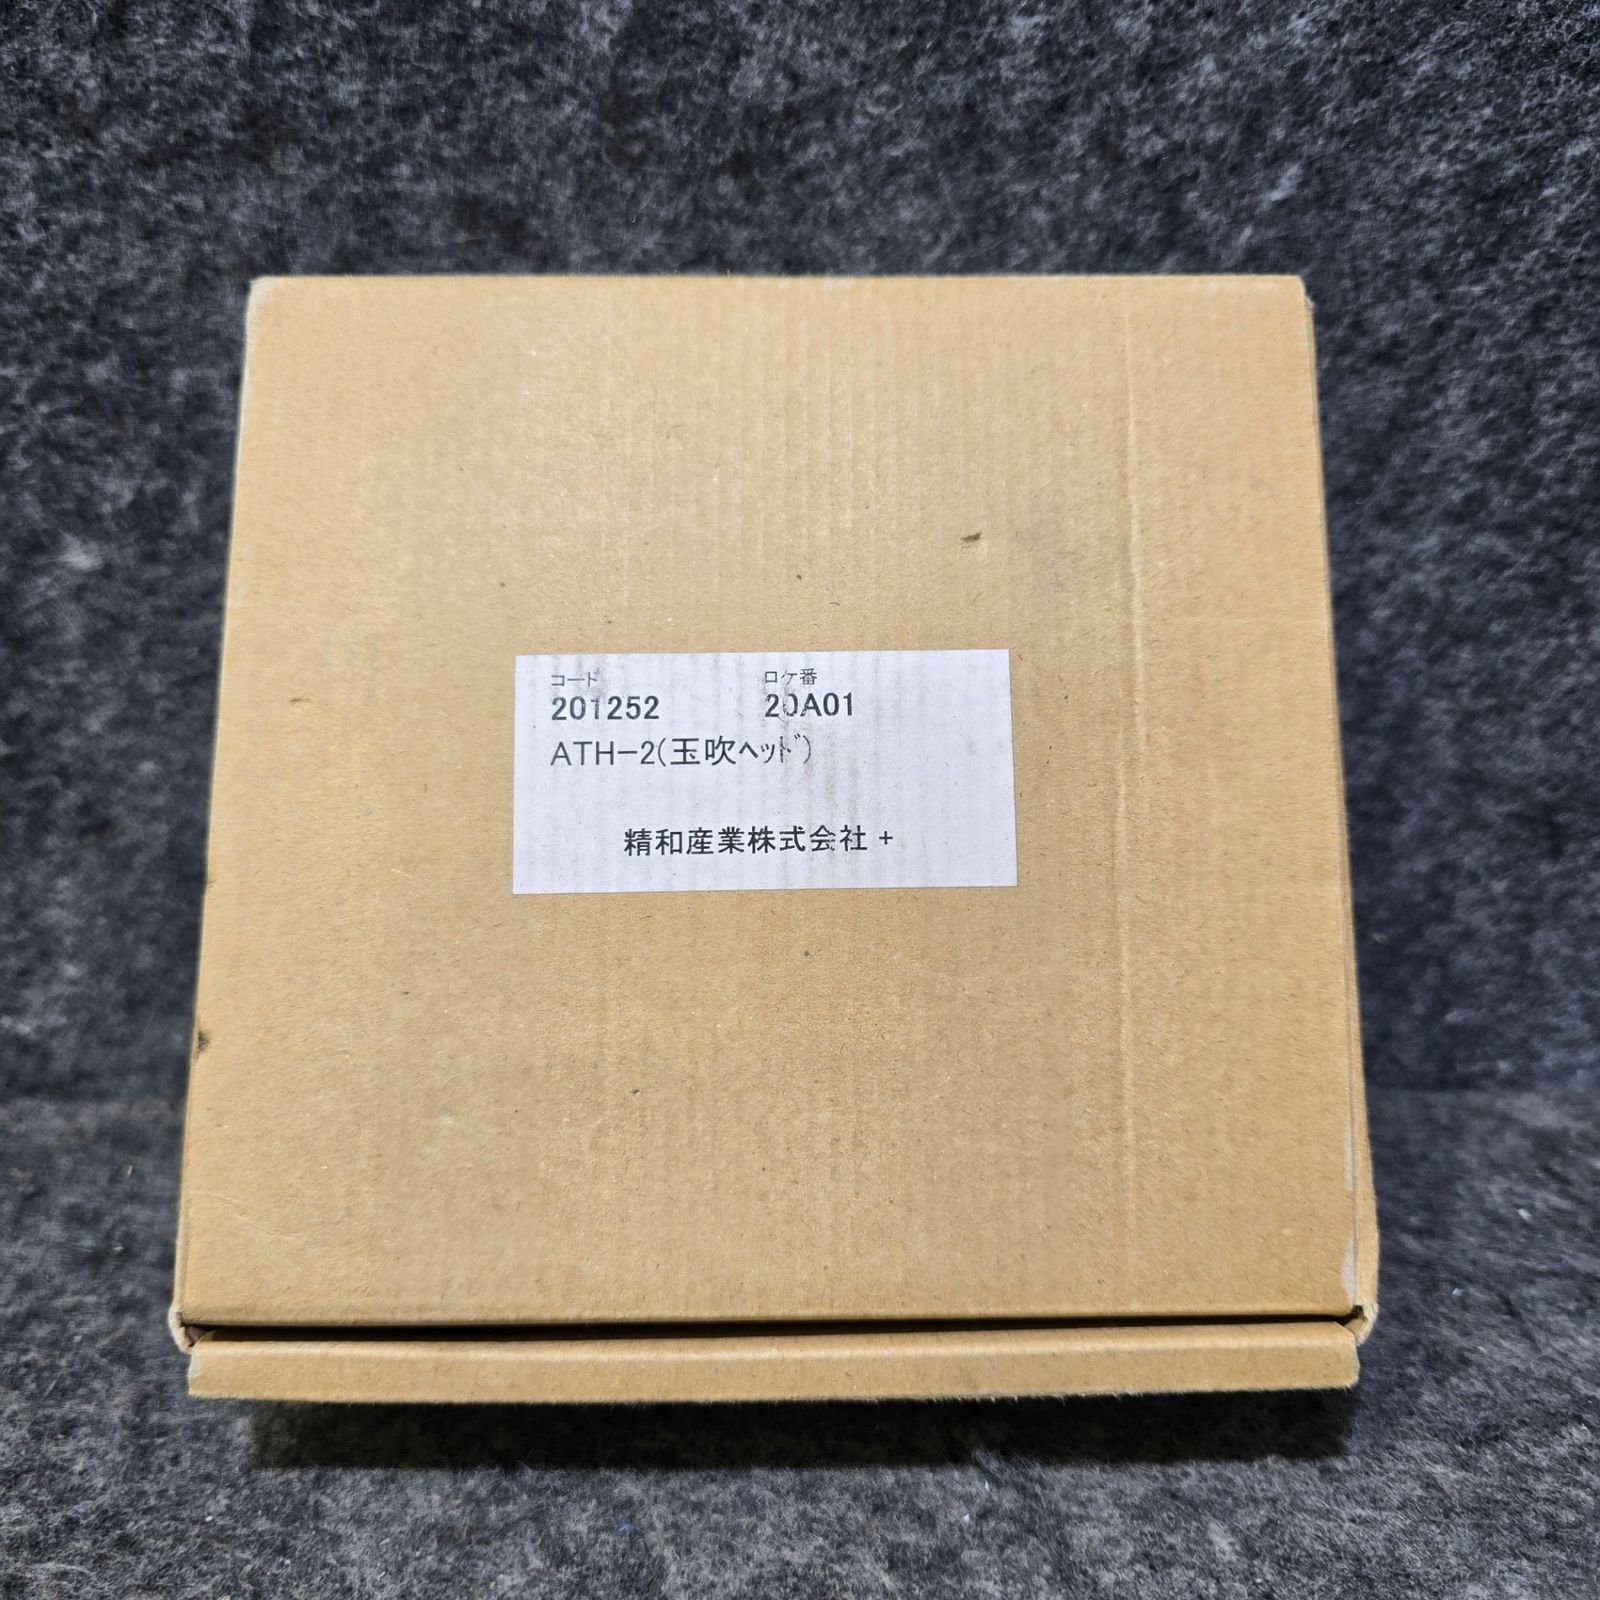 コード ロケ番
201252 20A01
ATH-2(玉吹ヘッド)
精和産業株式会社 +